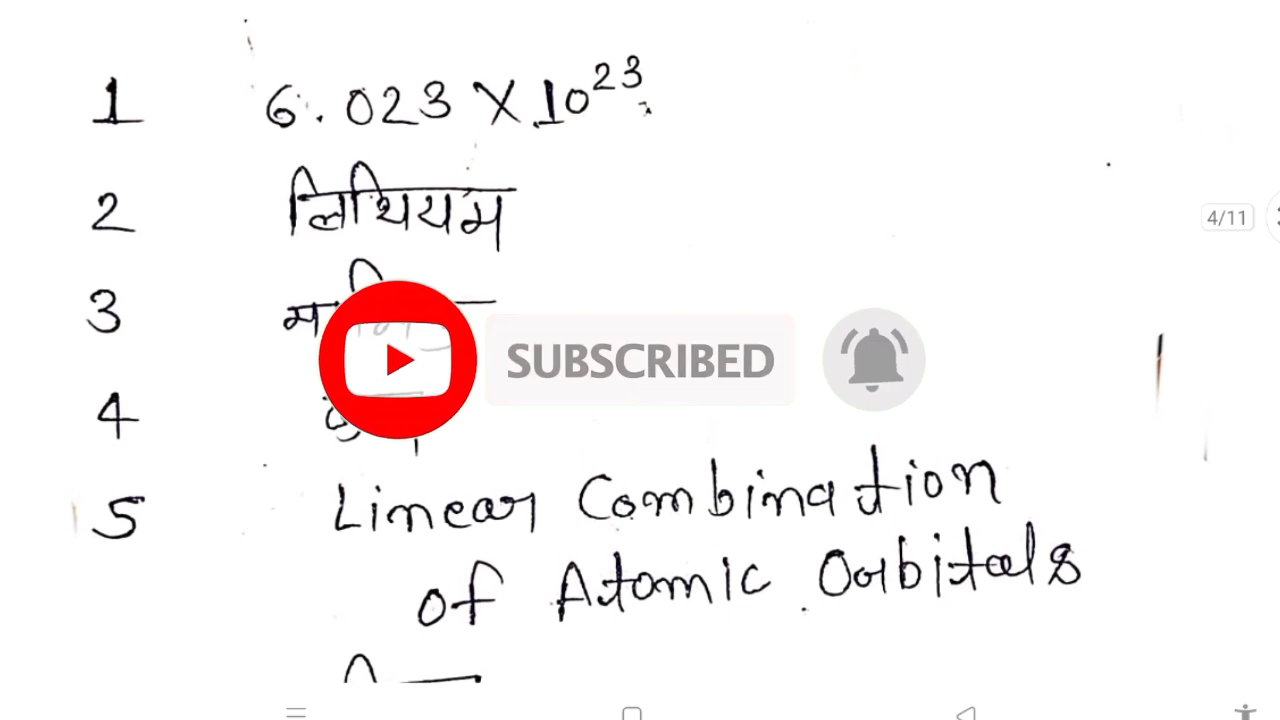 1 6.023 X 10²³
2 लिथियम
4/11
3
SUBSCRIBED
4
5 Linear Combination
of Atomic Orbitals